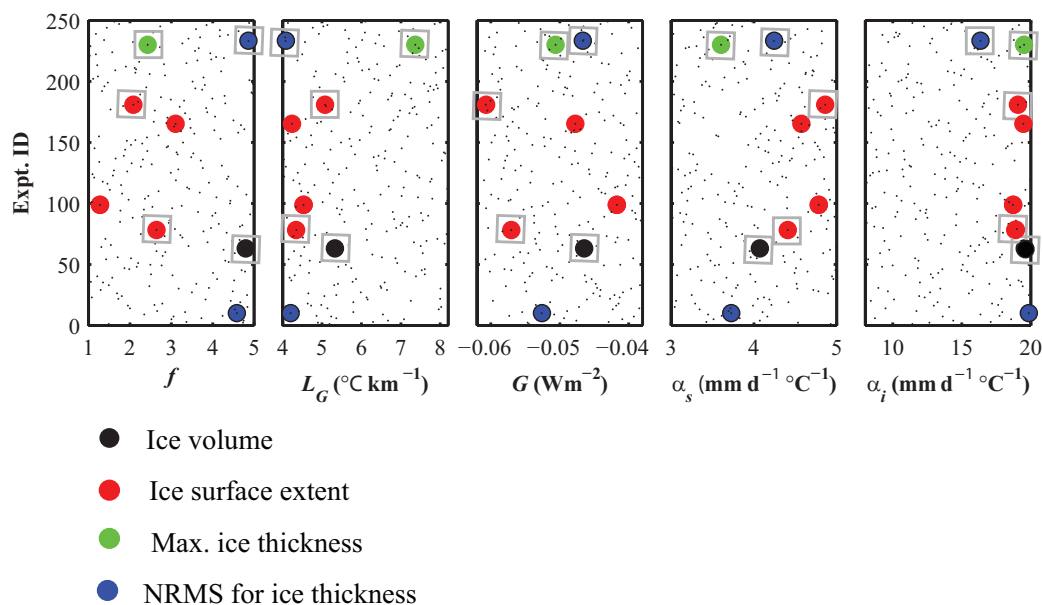 250
200
150
100
50
0
Expt. ID
1 2 3 4 5
4 5 6 7 8
−0.06 −0.05 −0.04
3 4 5
10 15 20
f
L_G (°C km⁻¹)
G (Wm⁻²)
α_s (mm d⁻¹ °C⁻¹)
α_i (mm d⁻¹ °C⁻¹)
Ice volume
Ice surface extent
Max. ice thickness
NRMS for ice thickness